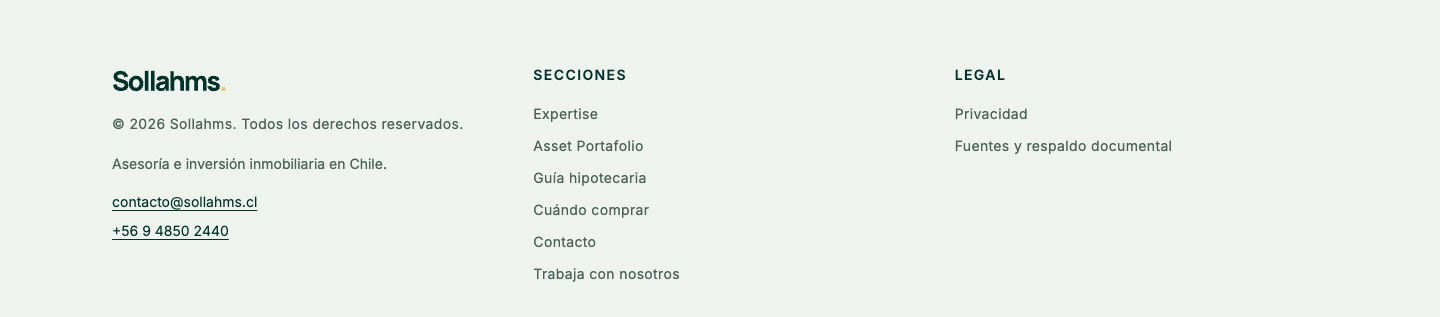 Sollahms.
© 2026 Sollahms. Todos los derechos reservados.
Asesoría e inversión inmobiliaria en Chile.
contacto@sollahms.cl
+56 9 4850 2440
SECCIONES
Expertise
Asset Portafolio
Guía hipotecaria
Cuándo comprar
Contacto
Trabaja con nosotros
LEGAL
Privacidad
Fuentes y respaldo documental